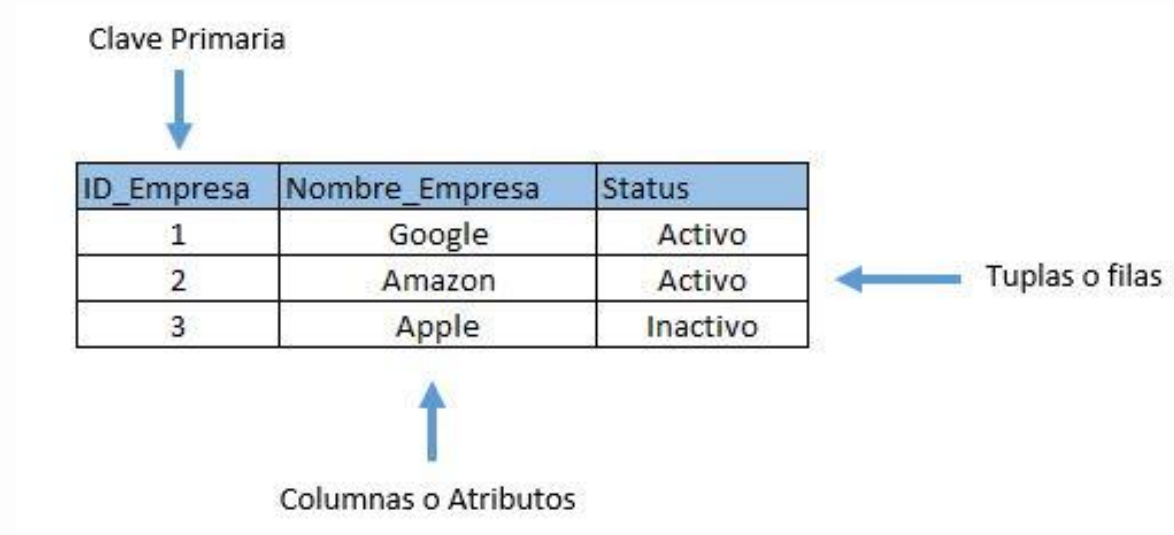 Clave Primaria
ID_Empresa Nombre_Empresa Status
1 Google Activo
2 Amazon Activo
3 Apple Inactivo
Tuplas o filas
Columnas o Atributos